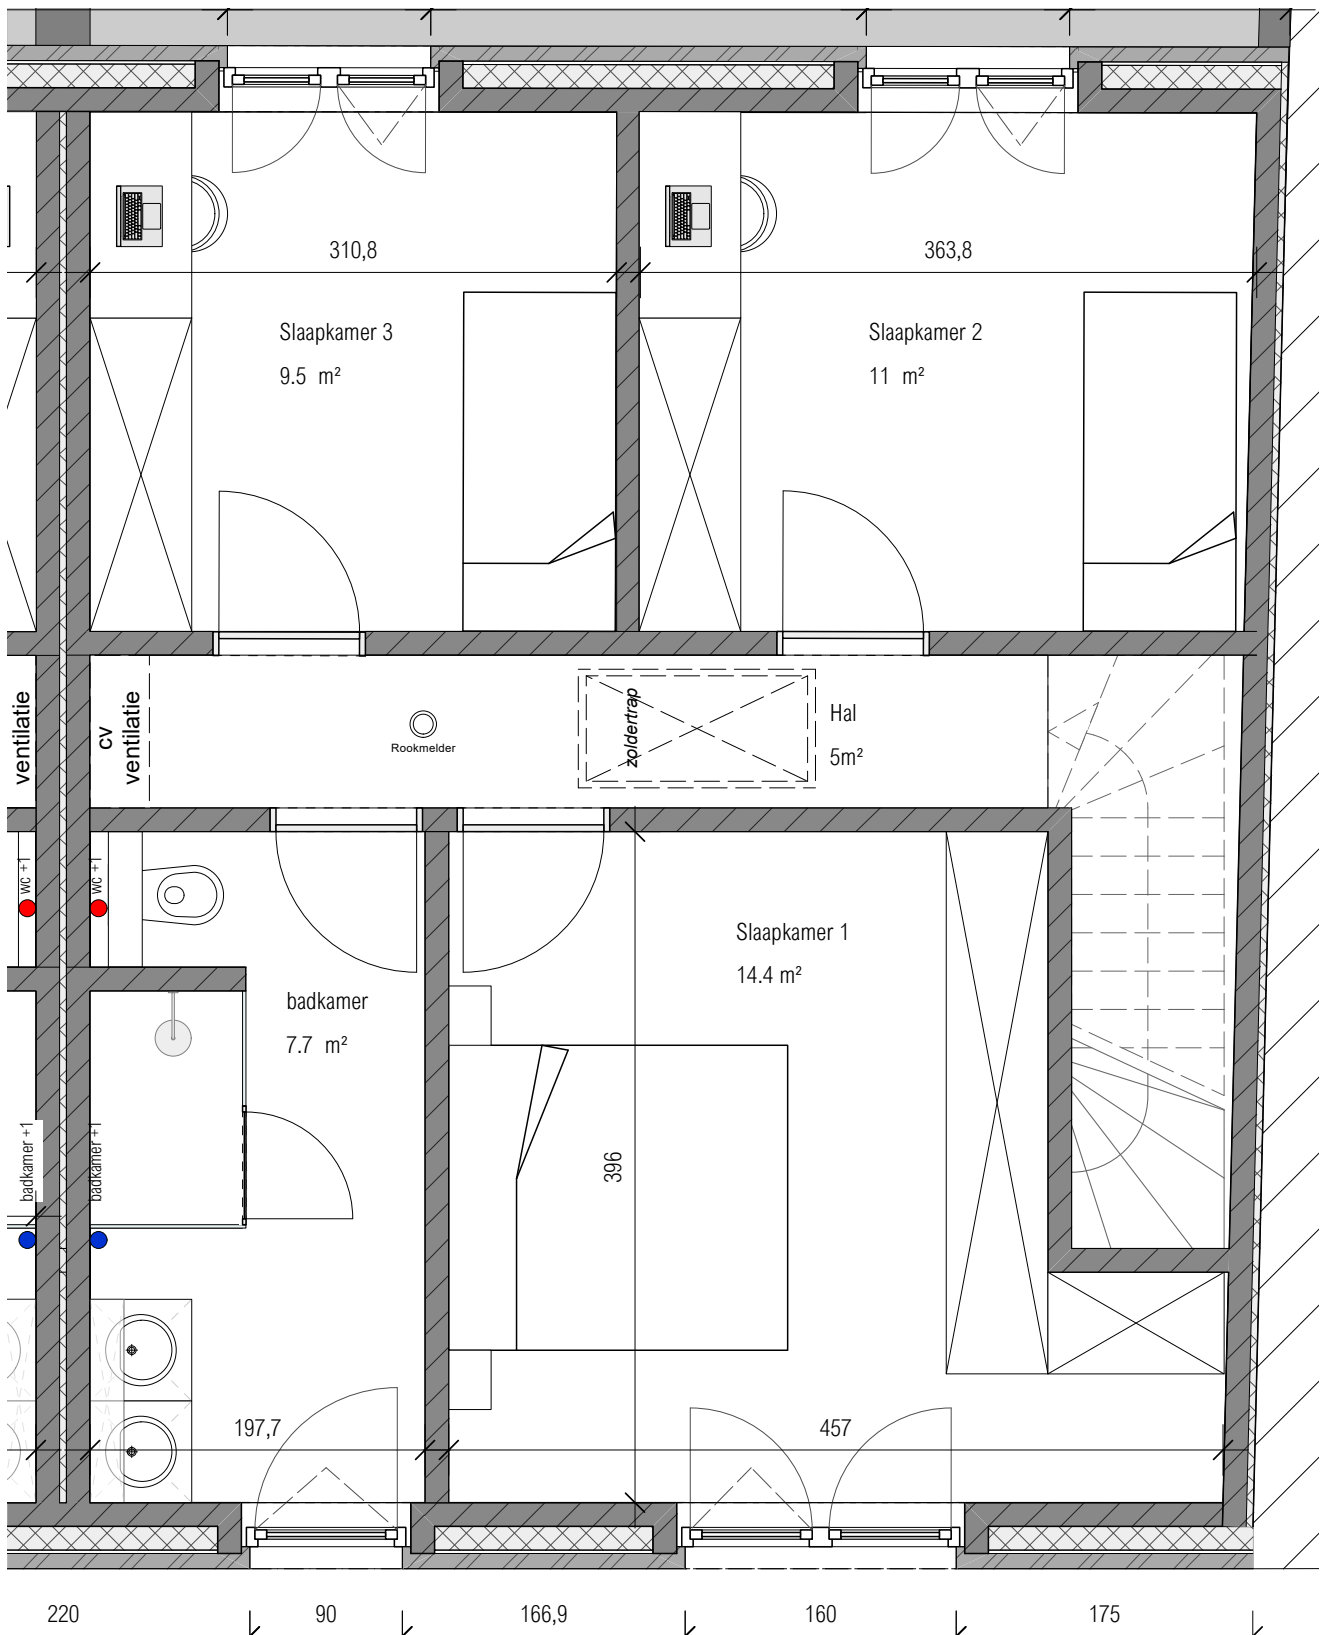 310,8
363,8
Slaapkamer 3
9.5 m²
Slaapkamer 2
11 m²
ventilatie
cv
ventilatie
Rookmelder
zoldertrap
Hal
5m²
wc +1
wc +1
Slaapkamer 1
14.4 m²
badkamer
7.7 m²
badkamer +1
badkamer +1
396
197,7
457
220
90
166,9
160
175